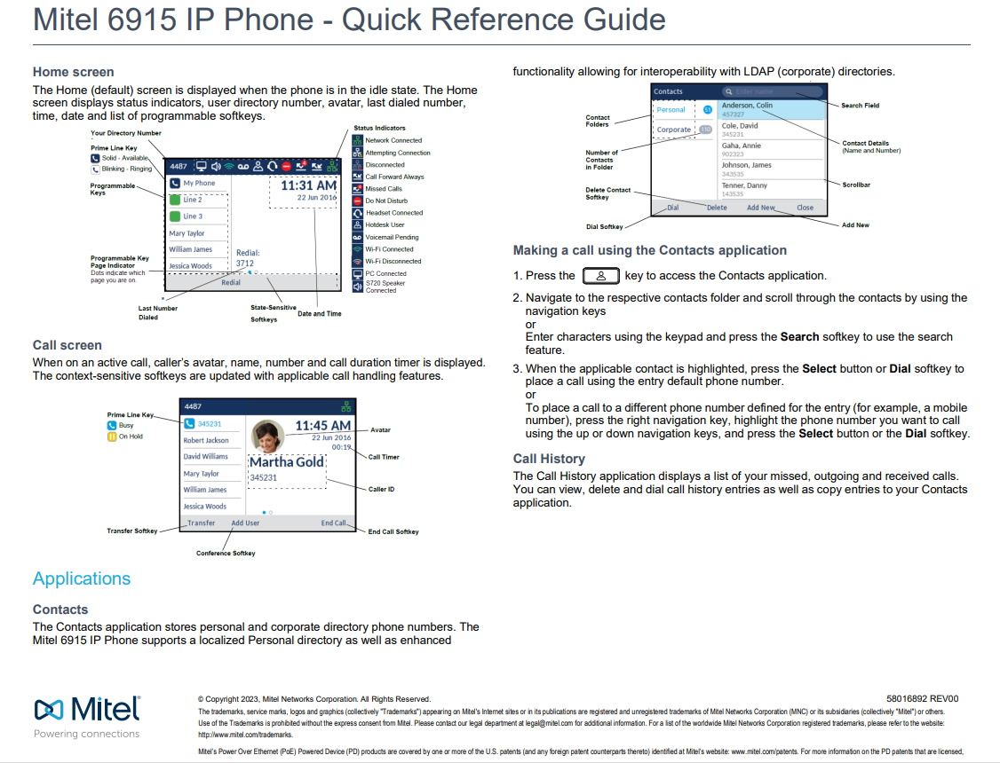 Mitel 6915 IP Phone - Quick Reference Guide
Home screen
The Home (default) screen is displayed when the phone is in the idle state. The Home
screen displays status indicators, user directory number, avatar, last dialed number,
time, date and list of programmable softkeys.
Your Directory Number
Prime Line Key
Solid - Available
Blinking - Ringing
Programmable
Keys
Programmable Key
Page Indicator
Dots indicate which
page you are on.
4487
My Phone
Line 2
Line 3
Mary Taylor
William James
Jessica Woods
11:31 AM
22 Jun 2016
Redial:
3712
Redial
Last Number
Dialed
State-Sensitive
Softkeys
Date and Time
Status Indicators
Network Connected
Attempting Connection
Disconnected
Call Forward Always
Missed Calls
Do Not Disturb
Headset Connected
Hotdesk User
Voicemail Pending
Wi-Fi Connected
Wi-Fi Disconnected
PC Connected
S720 Speaker
Connected
Call screen
When on an active call, caller's avatar, name, number and call duration timer is displayed.
The context-sensitive softkeys are updated with applicable call handling features.
Prime Line Key
Busy
On Hold
4487
345231
Robert Jackson
David Williams
Mary Taylor
William James
Jessica Woods
11:45 AM
22 Jun 2016
00:19
Martha Gold
345231
Transfer
Add User
End Call
Avatar
Call Timer
Caller ID
Transfer Softkey
End Call Softkey
Conference Softkey
Applications
Contacts
The Contacts application stores personal and corporate directory phone numbers. The
Mitel 6915 IP Phone supports a localized Personal directory as well as enhanced
functionality allowing for interoperability with LDAP (corporate) directories.
Contact
Folders
Number of
Contacts
in Folder
Delete Contact
Softkey
Dial Softkey
Contacts
Enter name
Personal
51
Corporate
110
Anderson, Colin
457327
Cole, David
345231
Gaha, Annie
902323
Johnson, James
343535
Tenner, Danny
143535
Dial
Delete
Add New
Close
Search Field
Contact Details
(Name and Number)
Scrollbar
Add New
Making a call using the Contacts application
1. Press the key to access the Contacts application.
2. Navigate to the respective contacts folder and scroll through the contacts by using the
navigation keys
or
Enter characters using the keypad and press the Search softkey to use the search
feature.
3. When the applicable contact is highlighted, press the Select button or Dial softkey to
place a call using the entry default phone number.
or
To place a call to a different phone number defined for the entry (for example, a mobile
number), press the right navigation key, highlight the phone number you want to call
using the up or down navigation keys, and press the Select button or the Dial softkey.
Call History
The Call History application displays a list of your missed, outgoing and received calls.
You can view, delete and dial call history entries as well as copy entries to your Contacts
application.
Mitel
Powering connections
© Copyright 2023, Mitel Networks Corporation. All Rights Reserved.
58016892 REV00
The trademarks, service marks, logos and graphics (collectively "Trademarks") appearing on Mitel's Internet sites or in its publications are registered and unregistered trademarks of Mitel Networks Corporation (MNC) or its subsidiaries (collectively "Mitel") or others.
Use of the Trademarks is prohibited without the express consent from Mitel. Please contact our legal department at legal@mitel.com for additional information. For a list of the worldwide Mitel Networks Corporation registered trademarks, please refer to the website:
http://www.mitel.com/trademarks.
Mitel's Power Over Ethernet (PoE) Powered Device (PD) products are covered by one or more of the U.S. patents (and any foreign patent counterparts thereto) identified at Mitel's website: www.mitel.com/patents. For more information on the PD patents that are licensed,